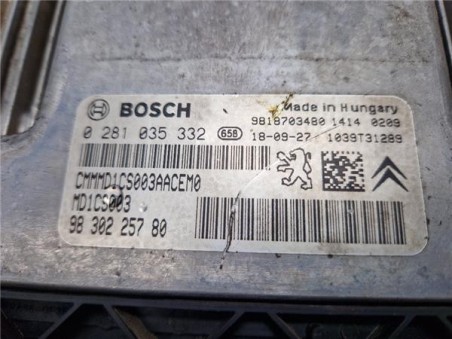 BOSCH
Made in Hungary
9818703480 1414 0209
0 281 035 332 658 18-09-27 1039T31289
CMMMD1CS003AACEM0
MD1CS003
98 302 257 80